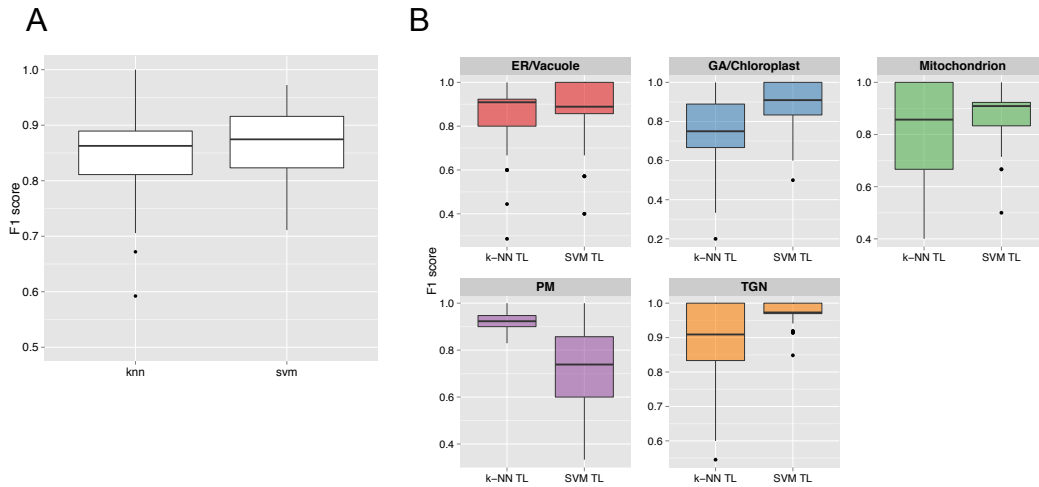 A
B
F1 score
1.0
0.9
0.8
0.7
0.6
0.5
knn
svm
F1 score
ER/Vacuole
1.0
0.8
0.6
0.4
k−NN TL
SVM TL
GA/Chloroplast
1.0
0.8
0.6
0.4
0.2
k−NN TL
SVM TL
Mitochondrion
1.0
0.8
0.6
0.4
k−NN TL
SVM TL
PM
1.0
0.8
0.6
0.4
k−NN TL
SVM TL
TGN
1.0
0.9
0.8
0.7
0.6
k−NN TL
SVM TL